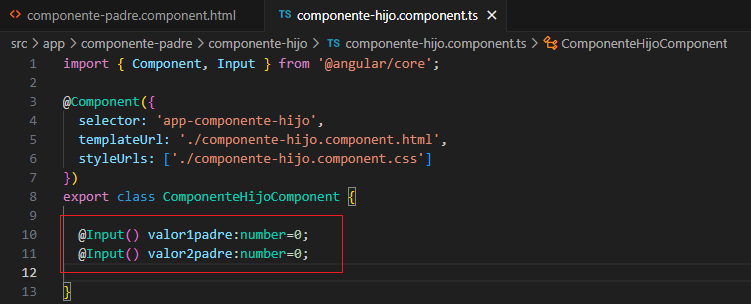 componente-padre.component.html
TS componente-hijo.component.ts ×
src > app > componente-padre > componente-hijo > TS componente-hijo.component.ts > ComponenteHijoComponent
1 import { Component, Input } from '@angular/core';
2
3 @Component({
4 selector: 'app-componente-hijo',
5 templateUrl: './componente-hijo.component.html',
6 styleUrls: ['./componente-hijo.component.css']
7 })
8 export class ComponenteHijoComponent {
9
10 @Input() valor1padre:number=0;
11 @Input() valor2padre:number=0;
12
13 }